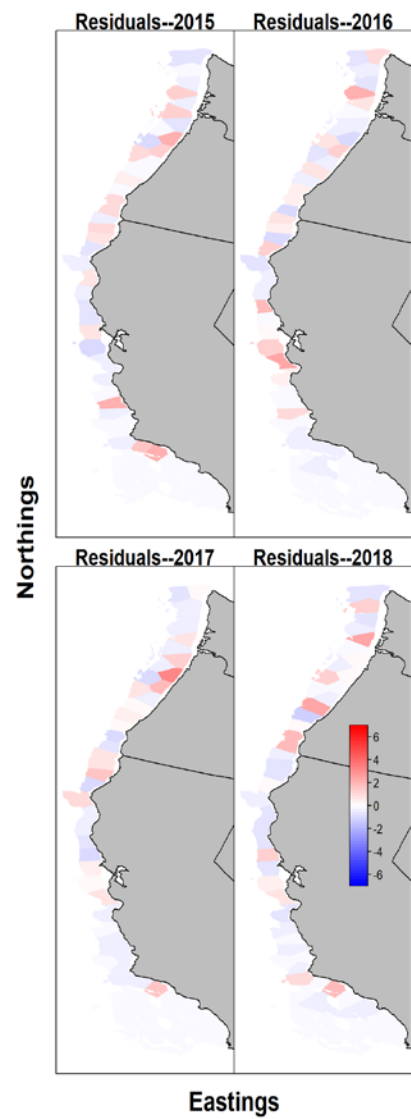 Residuals--2015
Residuals--2016
Northings
Residuals--2017
Residuals--2018
6
4
2
0
-2
-4
-6
Eastings